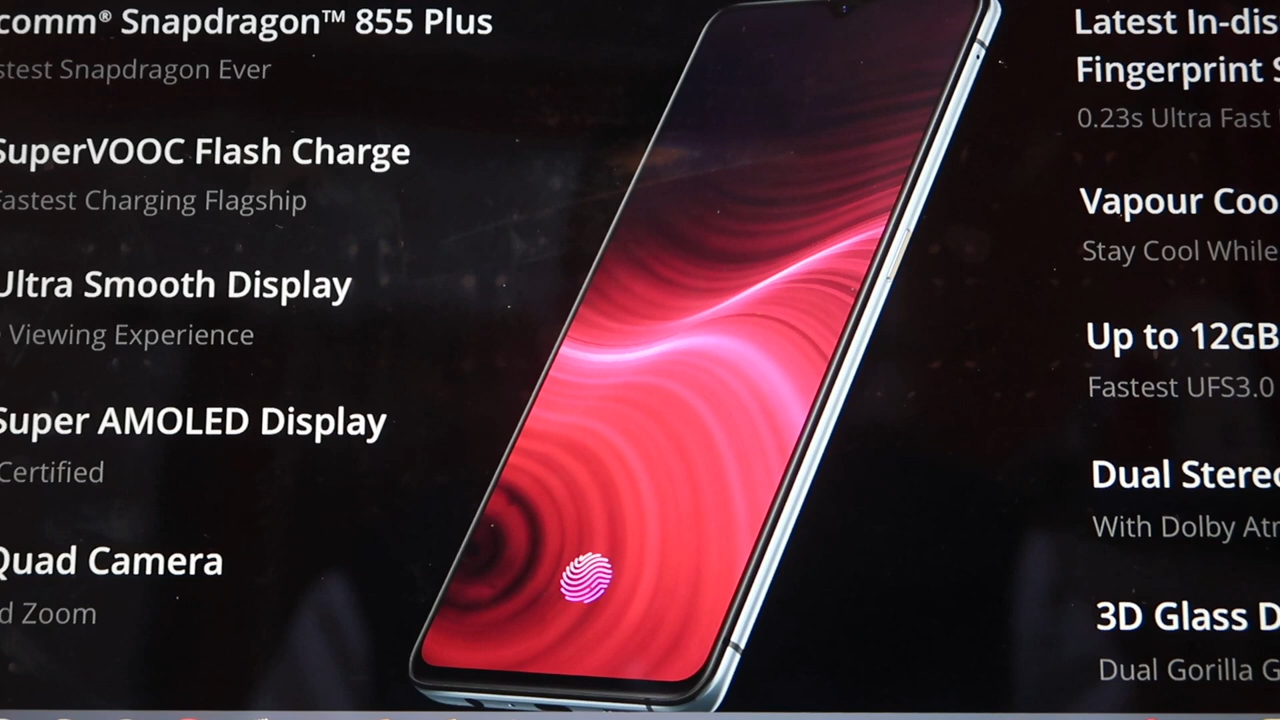 comm® Snapdragon™ 855 Plus
stest Snapdragon Ever
SuperVOOC Flash Charge
Fastest Charging Flagship
Ultra Smooth Display
Viewing Experience
Super AMOLED Display
Certified
Quad Camera
d Zoom
Latest In-dis
Fingerprint S
0.23s Ultra Fast
Vapour Coo
Stay Cool While
Up to 12GB
Fastest UFS3.0
Dual Stereo
With Dolby Atm
3D Glass D
Dual Gorilla G